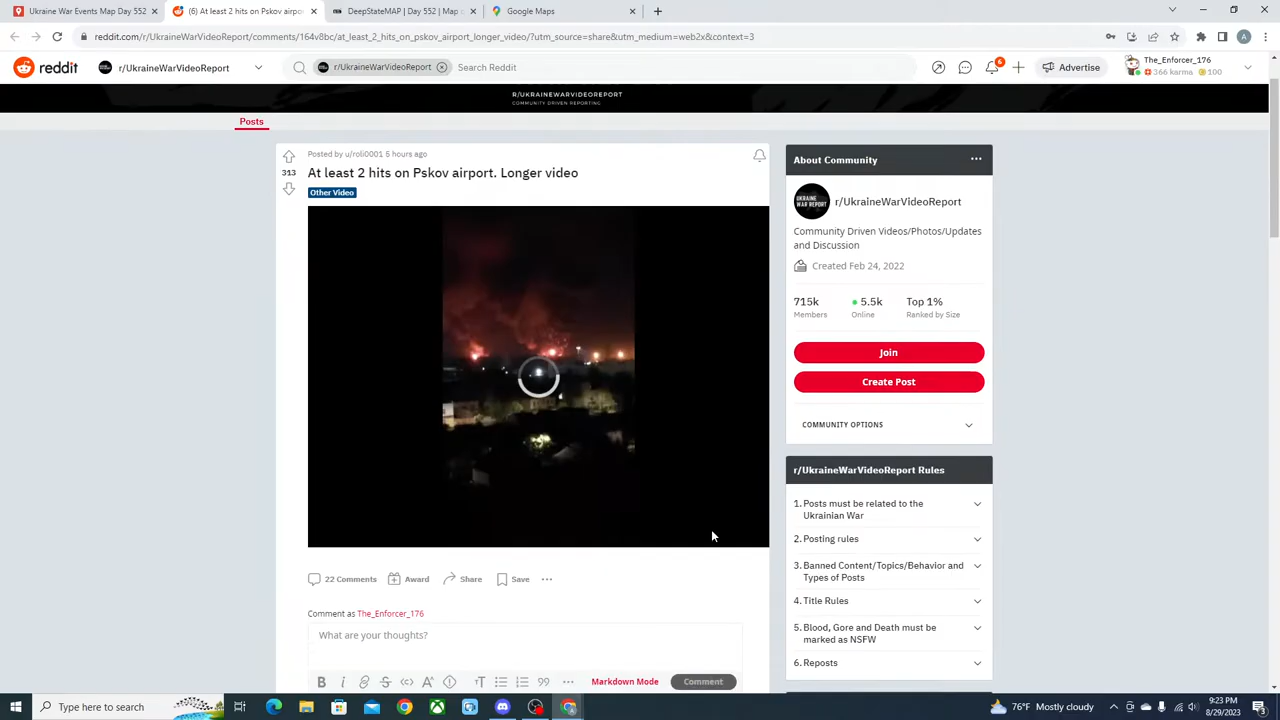 Ukraine War Events Map Day 552
(6) At least 2 hits on Pskov airpor
DeepStateMAP | Day 552 | Map
Google Maps
reddit.com/r/UkraineWarVideoReport/comments/164v8bc/at_least_2_hits_on_pskov_airport_longer_video/?utm_source=share&utm_medium=web2x&context=3
A
reddit
r/UkraineWarVideoReport
r/UkraineWarVideoReport
Search Reddit
6
Advertise
The_Enforcer_176
366 karma
100
R/UKRAINEWARVIDEOREPORT
COMMUNITY DRIVEN REPORTING
Posts
313
Posted by u/roli0001 5 hours ago
At least 2 hits on Pskov airport. Longer video
Other Video
22 Comments
Award
Share
Save
Comment as The_Enforcer_176
What are your thoughts?
Markdown Mode
Comment
About Community
UKRAINE
WAR REPORT
r/UkraineWarVideoReport
Community Driven Videos/Photos/Updates
and Discussion
Created Feb 24, 2022
715k
Members
5.5k
Online
Top 1%
Ranked by Size
Join
Create Post
COMMUNITY OPTIONS
r/UkraineWarVideoReport Rules
1. Posts must be related to the
Ukrainian War
2. Posting rules
3. Banned Content/Topics/Behavior and
Types of Posts
4. Title Rules
5. Blood, Gore and Death must be
marked as NSFW
6. Reposts
Type here to search
76°F Mostly cloudy
9:23 PM
8/29/2023